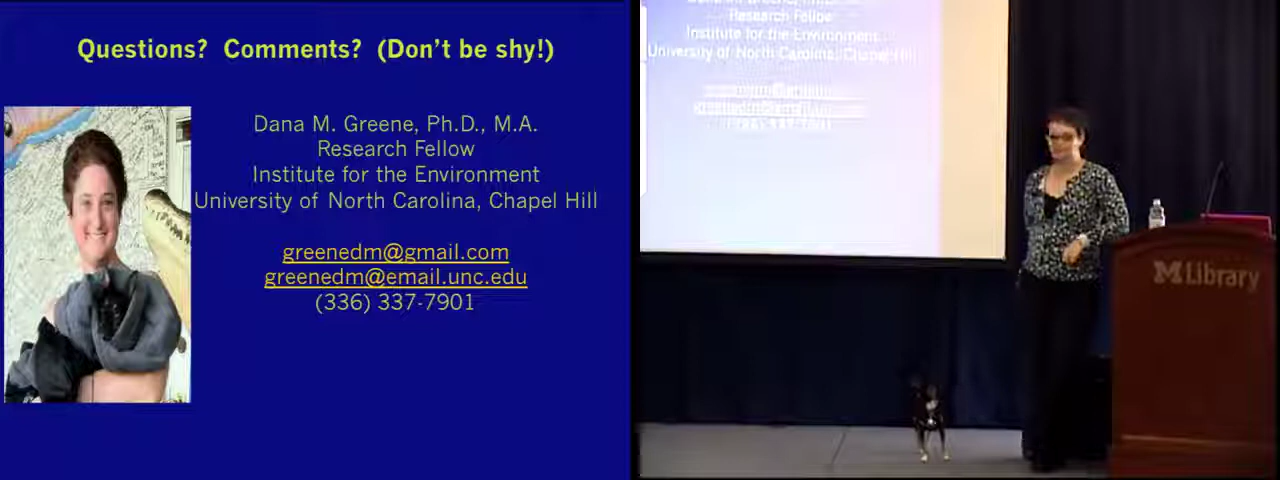 Questions? Comments? (Don't be shy!)
Dana M. Greene, Ph.D., M.A.
Research Fellow
Institute for the Environment
University of North Carolina, Chapel Hill
greenedm@gmail.com
greenedm@email.unc.edu
(336) 337-7901
Research Fellow
Institute for the Environment
University of North Carolina, Chapel Hill
MLibrary